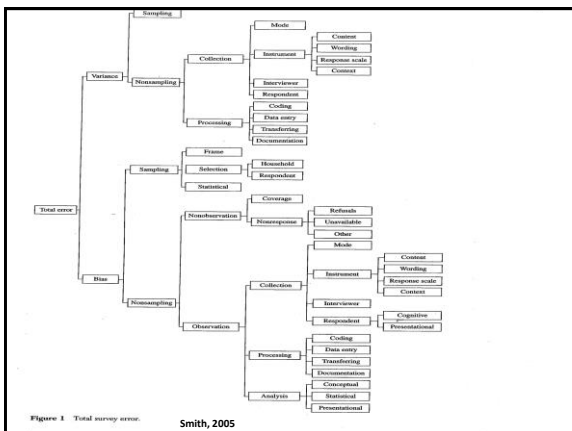 Sampling
Mode
Content
Wording
Response scale
Context
Collection
Instrument
Variance
Nonsampling
Interviewer
Respondent
Coding
Data entry
Transferring
Documentation
Processing
Frame
Sampling
Selection
Household
Respondent
Statistical
Coverage
Nonobservation
Nonresponse
Refusals
Unavailable
Other
Total error
Mode
Content
Wording
Response scale
Context
Bias
Collection
Instrument
Interviewer
Nonsampling
Respondent
Cognitive
Presentational
Observation
Coding
Data entry
Transferring
Documentation
Processing
Analysis
Conceptual
Statistical
Presentational
Figure 1 Total survey error.
Smith, 2005